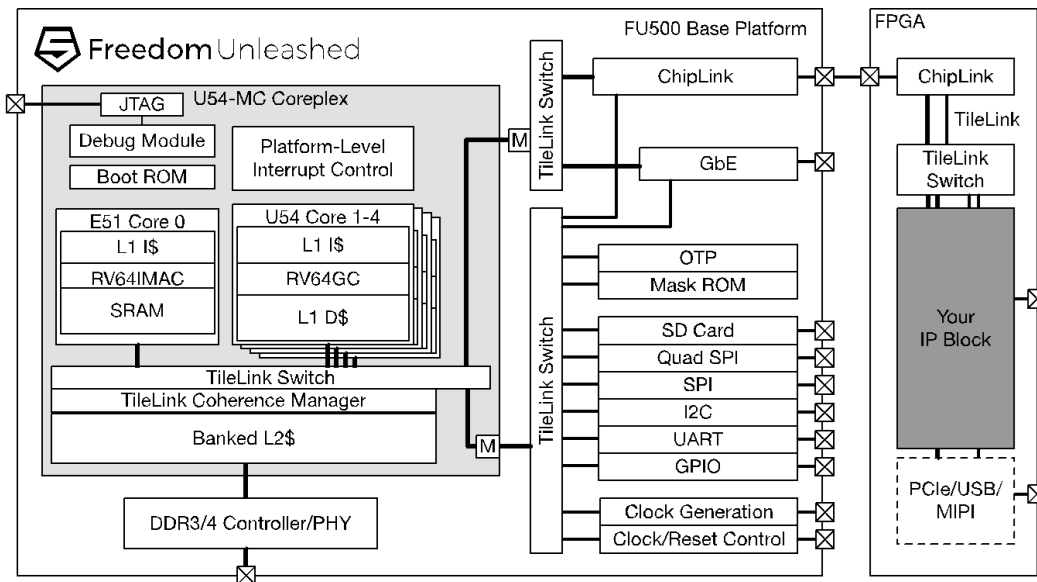 FreedomUnleashed
FU500 Base Platform
U54-MC Coreplex
JTAG
Debug Module
Boot ROM
Platform-Level
Interrupt Control
E51 Core 0
L1 I$
RV64IMAC
SRAM
U54 Core 1-4
L1 I$
RV64GC
L1 D$
TileLink Switch
TileLink Coherence Manager
Banked L2$
DDR3/4 Controller/PHY
M
M
TileLink Switch
TileLink Switch
ChipLink
GbE
OTP
Mask ROM
SD Card
Quad SPI
SPI
I2C
UART
GPIO
Clock Generation
Clock/Reset Control
FPGA
ChipLink
TileLink
TileLink
Switch
Your
IP Block
PCIe/USB/
MIPI